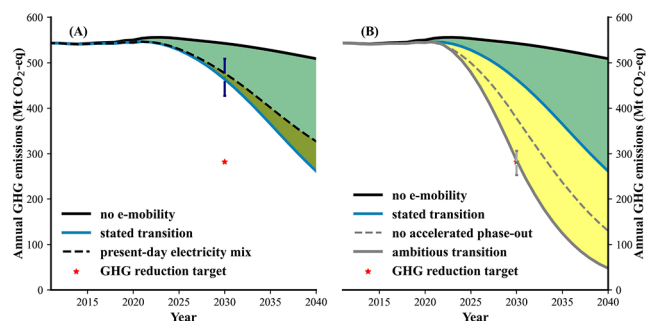 (A)
Annual GHG emissions (Mt CO₂-eq)
600
500
400
300
200
100
0
no e-mobility
stated transition
present-day electricity mix
GHG reduction target
2015 2020 2025 2030 2035 2040
Year
(B)
Annual GHG emissions (Mt CO₂-eq)
600
500
400
300
200
100
0
no e-mobility
stated transition
no accelerated phase-out
ambitious transition
GHG reduction target
2015 2020 2025 2030 2035 2040
Year